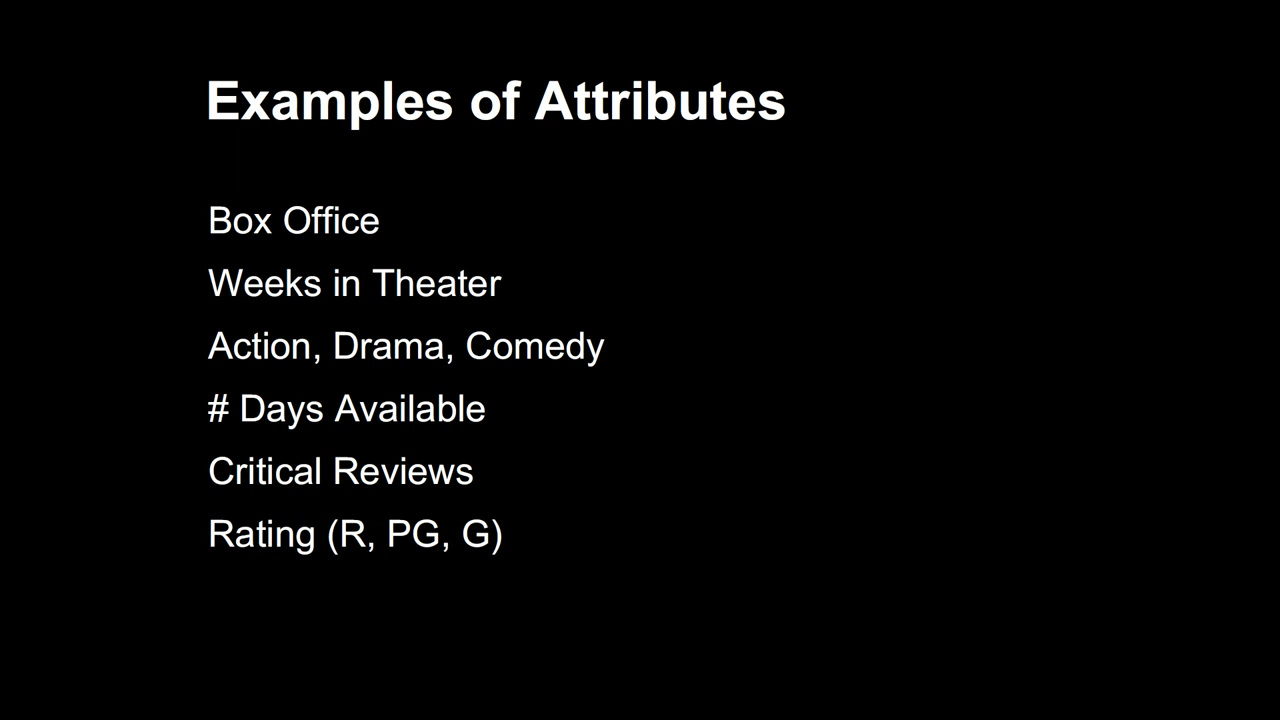 Examples of Attributes
Box Office
Weeks in Theater
Action, Drama, Comedy
# Days Available
Critical Reviews
Rating (R, PG, G)